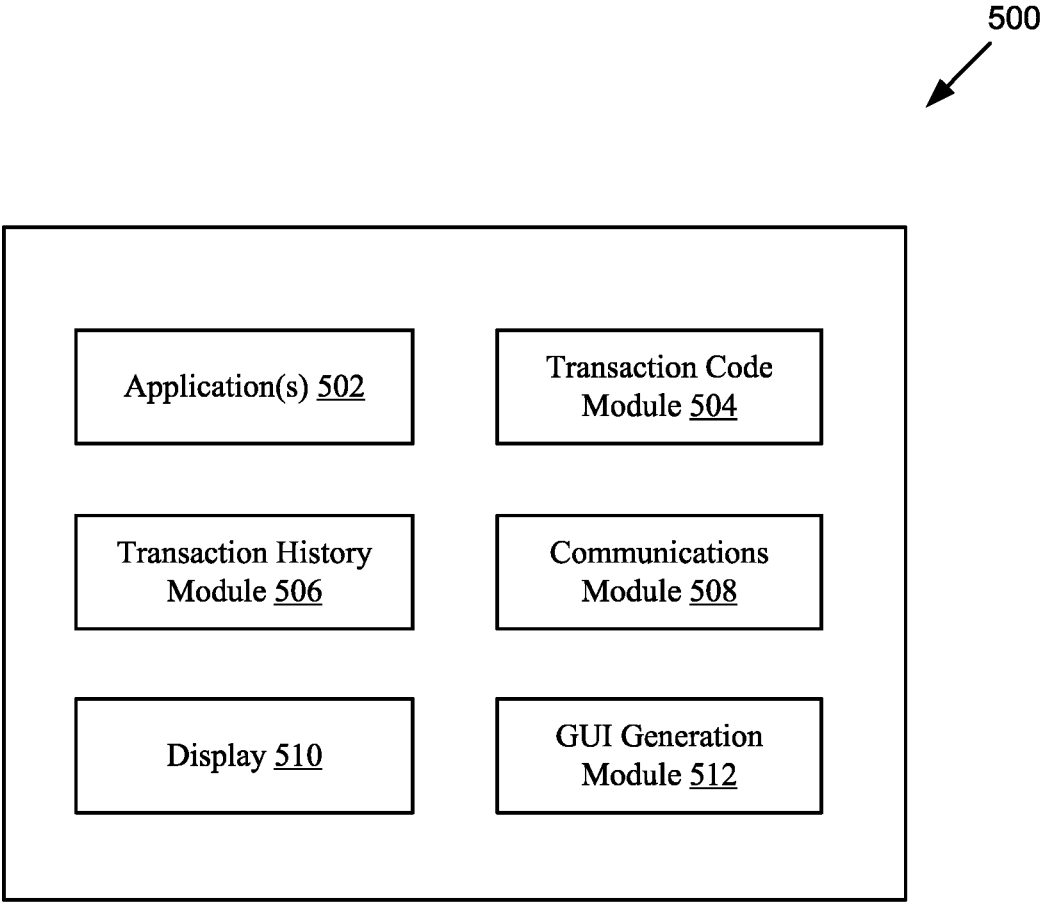 500
Application(s) 502
Transaction Code
Module 504
Transaction History
Module 506
Communications
Module 508
Display 510
GUI Generation
Module 512